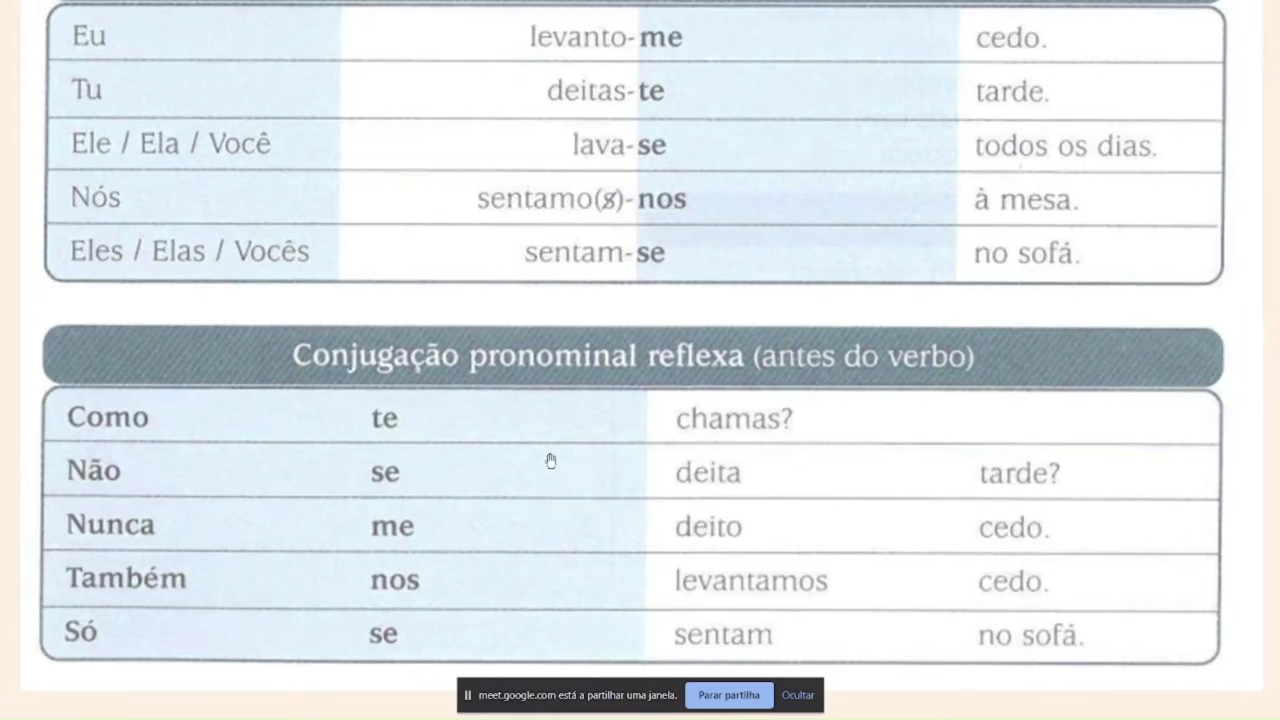 Eu levanto-me cedo.
Tu deitas-te tarde.
Ele / Ela / Você lava-se todos os dias.
Nós sentamo(s)-nos à mesa.
Eles / Elas / Vocês sentam-se no sofá.
Conjugação pronominal reflexa (antes do verbo)
Como te chamas?
Não se deita tarde?
Nunca me deito cedo.
Também nos levantamos cedo.
Só se sentam no sofá.
meet.google.com está a partilhar uma janela. Parar partilha Ocultar